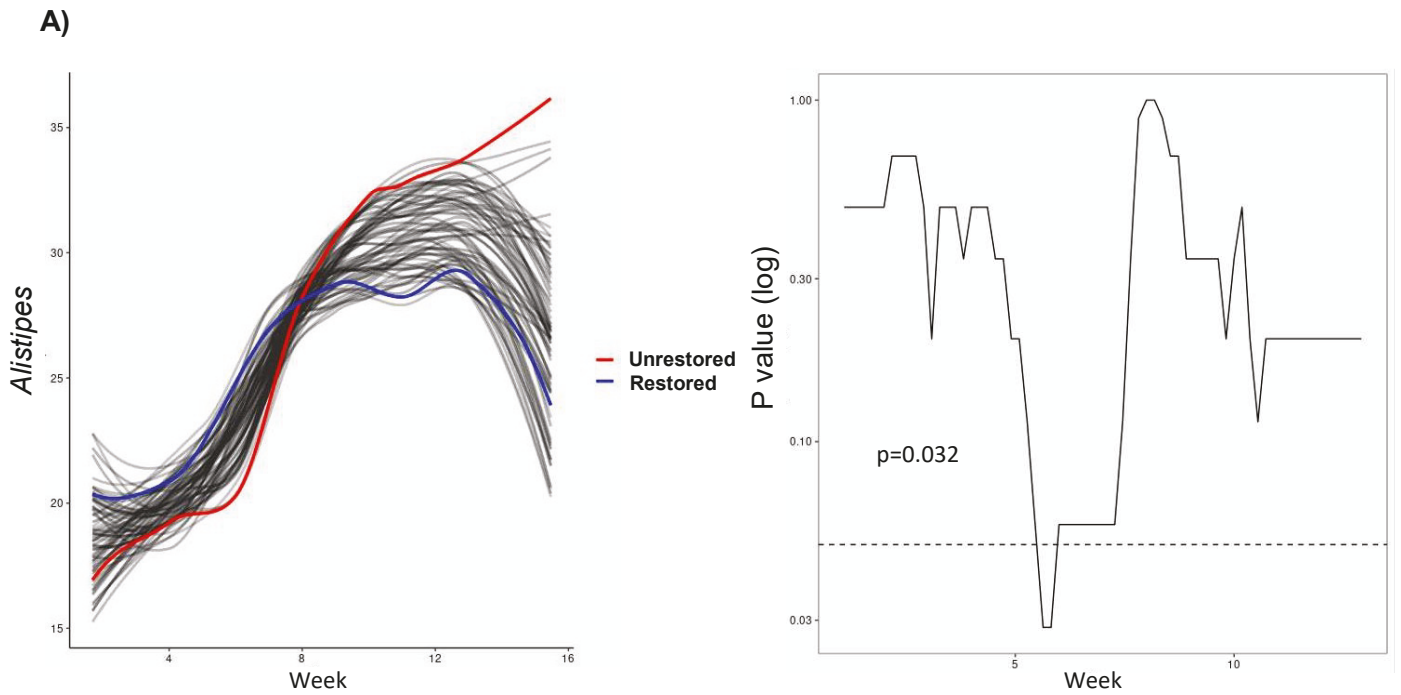 A)
35
30
25
20
15
Alistipes
4
8
12
16
Week
Unrestored
Restored
1.00
0.30
0.10
0.03
P value (log)
p=0.032
5
10
Week